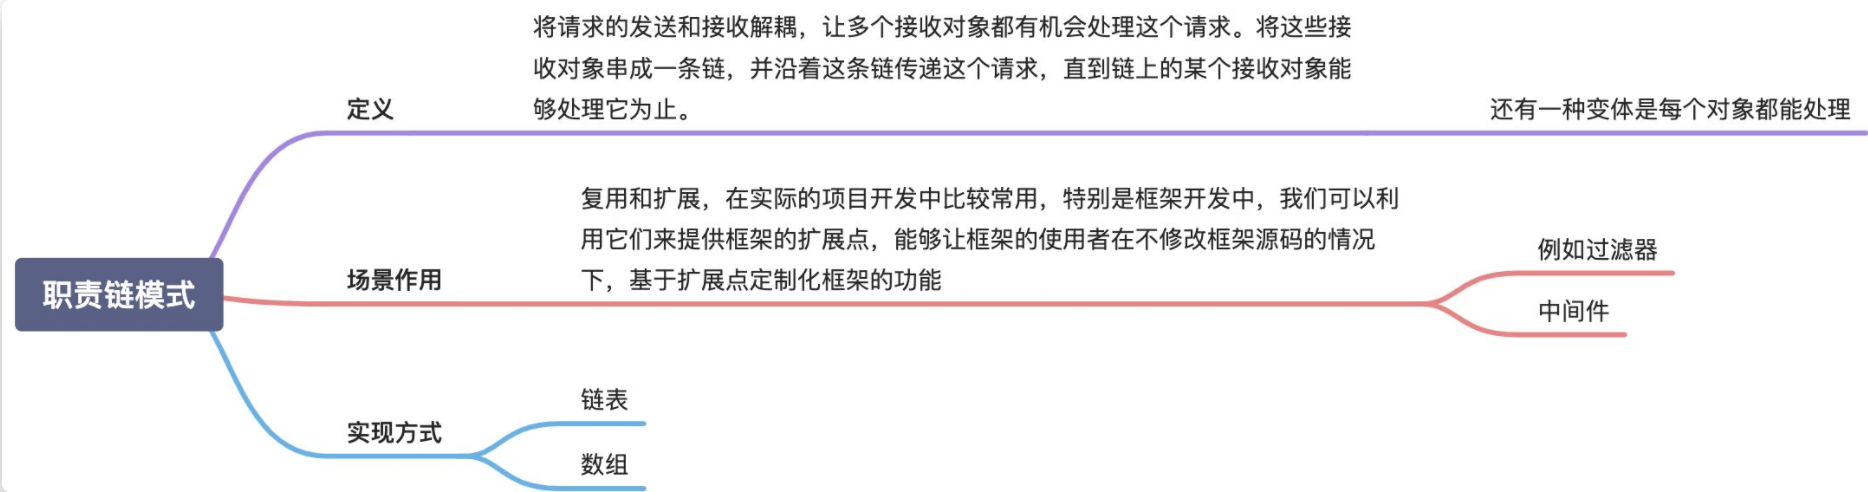 职责链模式
定义
将请求的发送和接收解耦，让多个接收对象都有机会处理这个请求。将这些接
收对象串成一条链，并沿着这条链传递这个请求，直到链上的某个接收对象能
够处理它为止。
还有一种变体是每个对象都能处理
场景作用
复用和扩展，在实际的项目开发中比较常用，特别是框架开发中，我们可以利
用它们来提供框架的扩展点，能够让框架的使用者在不修改框架源码的情况
下，基于扩展点定制化框架的功能
例如过滤器
中间件
实现方式
链表
数组